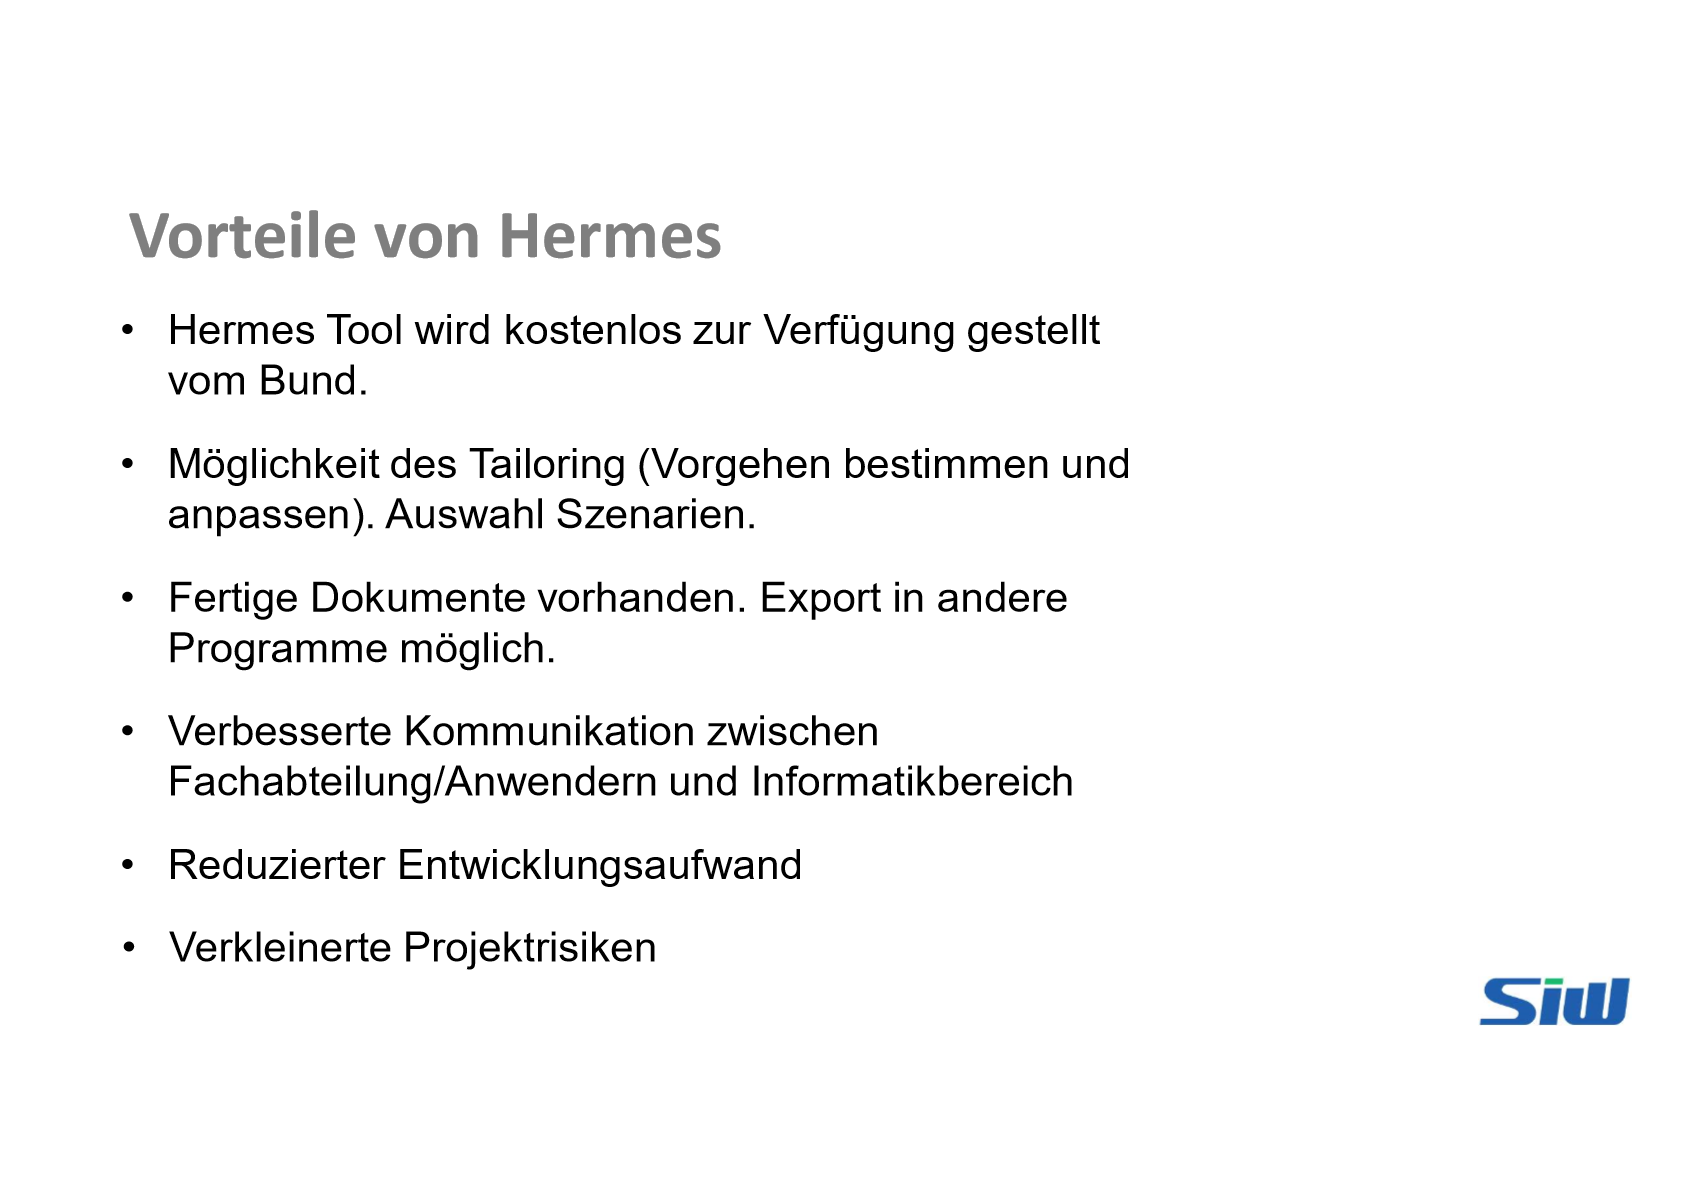 Vorteile von Hermes
• Hermes Tool wird kostenlos zur Verfügung gestellt
vom Bund.
• Möglichkeit des Tailoring (Vorgehen bestimmen und
anpassen). Auswahl Szenarien.
• Fertige Dokumente vorhanden. Export in andere
Programme möglich.
• Verbesserte Kommunikation zwischen
Fachabteilung/Anwendern und Informatikbereich
• Reduzierter Entwicklungsaufwand
• Verkleinerte Projektrisiken
Siw